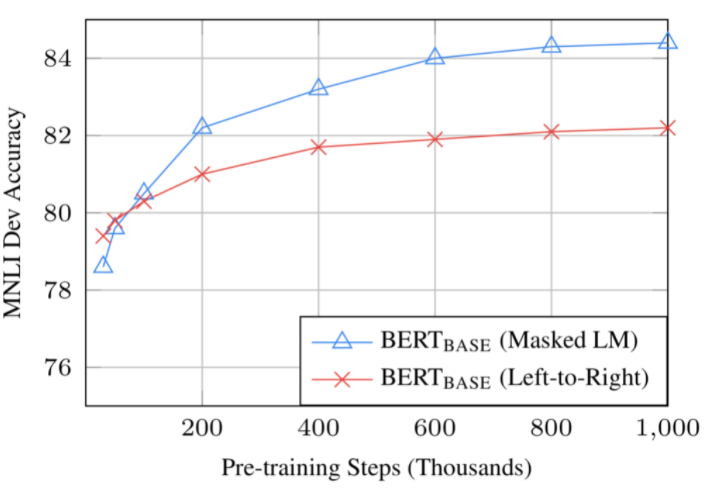 84
82
80
78
76
MNLI Dev Accuracy
BERTBASE (Masked LM)
BERTBASE (Left-to-Right)
200 400 600 800 1,000
Pre-training Steps (Thousands)